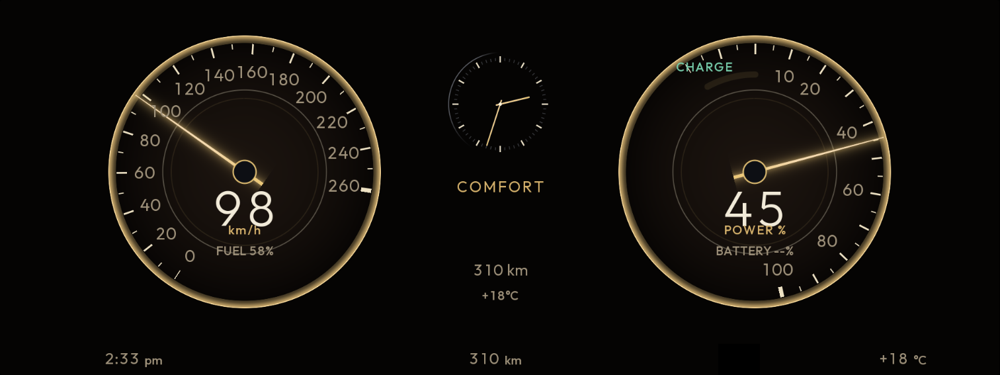 0
20
40
60
80
100
120
140
160
180
200
220
240
260
98
km/h
FUEL 58%
COMFORT
310 km
+18°C
CHARGE
10
20
40
60
80
100
45
POWER %
BATTERY --%
2:33 pm
310 km
+18 °C